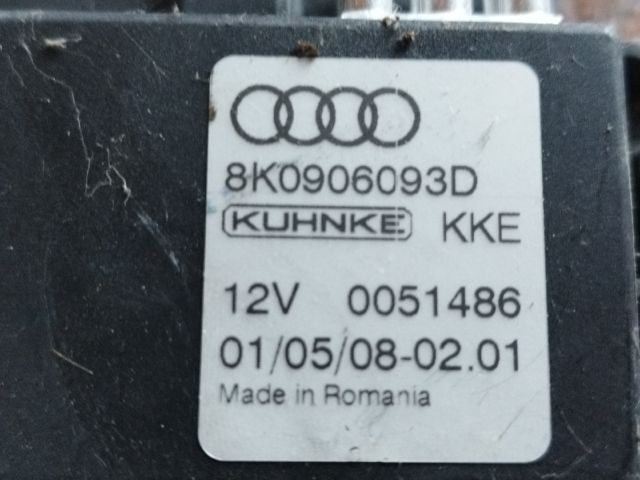 8K0906093D
KUHNKE KKE
12V 0051486
01/05/08-02.01
Made in Romania